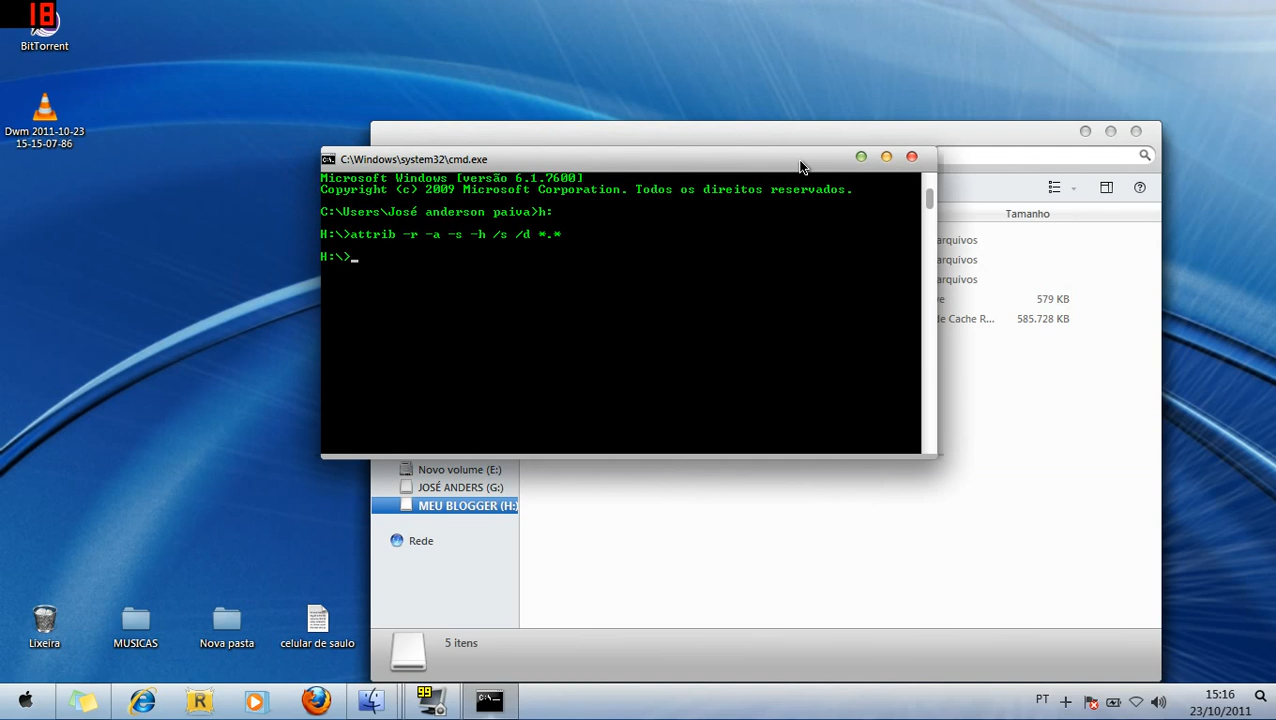 18
BitTorrent
Dwm 2011-10-23
15-15-07-86
C:\Windows\system32\cmd.exe
Microsoft Windows [versão 6.1.7600]
Copyright (c) 2009 Microsoft Corporation. Todos os direitos reservados.
C:\Users\José anderson paiva>h:
H:\>attrib -r -a -s -h /s /d *.*
H:\>_
Tamanho
arquivos
arquivos
arquivos
ve 579 KB
de Cache R... 585.728 KB
Novo volume (E:)
JOSÉ ANDERS (G:)
MEU BLOGGER (H:)
Rede
5 itens
Lixeira
MUSICAS
Nova pasta
celular de saulo
R
99
C:\.
PT
15:16
23/10/2011